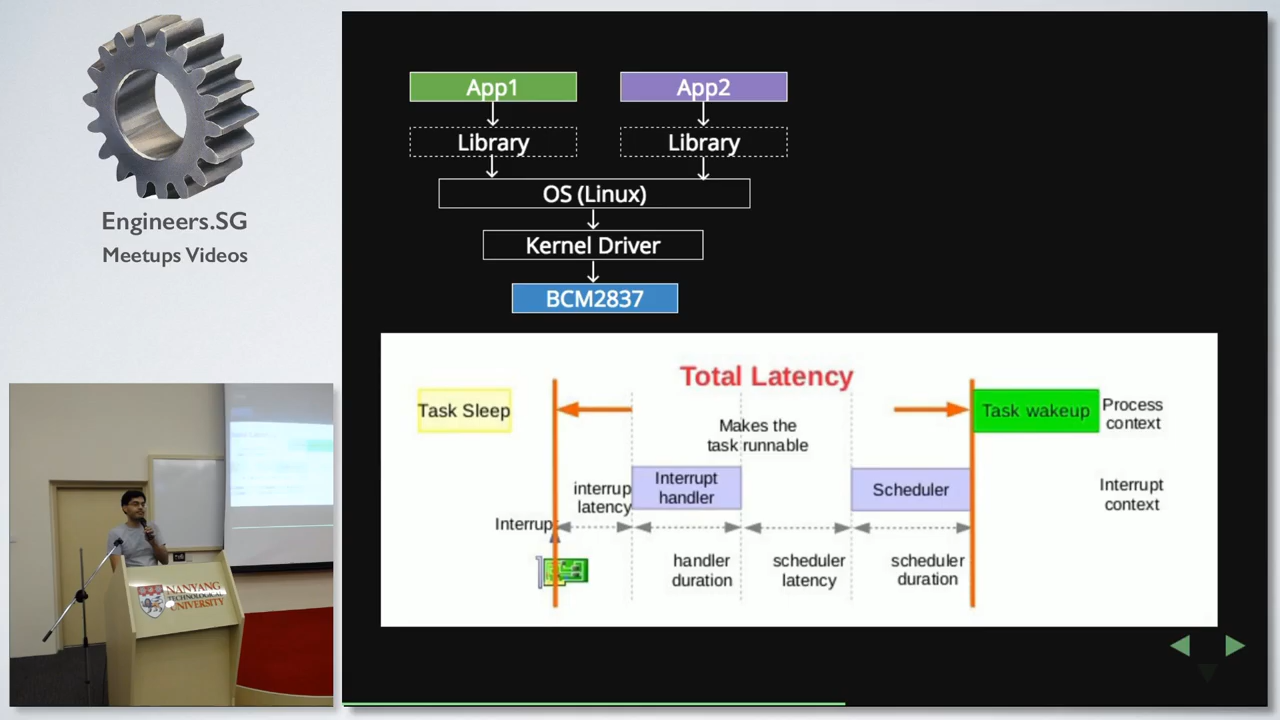 Engineers.SG
Meetups Videos
App1
App2
Library
Library
OS (Linux)
Kernel Driver
BCM2837
Total Latency
Task Sleep
Task wakeup
Process
context
Makes the
task runnable
Interrupt
handler
Scheduler
interrup
latency
Interrupt
context
Interrup
handler
duration
scheduler
latency
scheduler
duration
NANYANG
TECHNOLOGICAL
UNIVERSITY